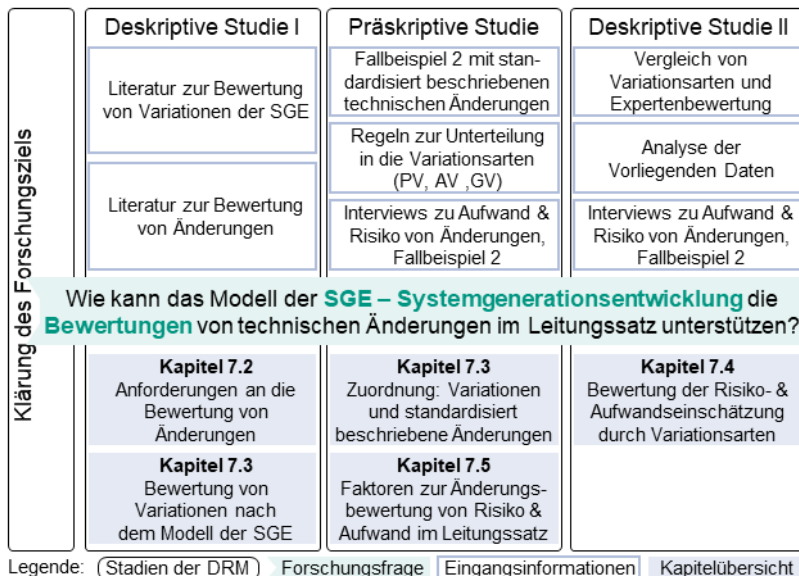 Klärung des Forschungsziels
Deskriptive Studie I
Literatur zur Bewertung
von Variationen der SGE
Literatur zur Bewertung
von Änderungen
Präskriptive Studie
Fallbeispiel 2 mit stan-
dardisiert beschriebenen
technischen Änderungen
Regeln zur Unterteilung
in die Variationsarten
(PV, AV ,GV)
Interviews zu Aufwand &
Risiko von Änderungen,
Fallbeispiel 2
Deskriptive Studie II
Vergleich von
Variationsarten und
Expertenbewertung
Analyse der
Vorliegenden Daten
Interviews zu Aufwand &
Risiko von Änderungen,
Fallbeispiel 2
Wie kann das Modell der SGE – Systemgenerationsentwicklung die
Bewertungen von technischen Änderungen im Leitungssatz unterstützen?
Kapitel 7.2
Anforderungen an die
Bewertung von
Änderungen
Kapitel 7.3
Bewertung von
Variationen nach
dem Modell der SGE
Kapitel 7.3
Zuordnung: Variationen
und standardisiert
beschriebene Änderungen
Kapitel 7.5
Faktoren zur Änderungs-
bewertung von Risiko &
Aufwand im Leitungssatz
Kapitel 7.4
Bewertung der Risiko- &
Aufwandseinschätzung
durch Variationsarten
Legende: Stadien der DRM Forschungsfrage Eingangsinformationen Kapitelübersicht